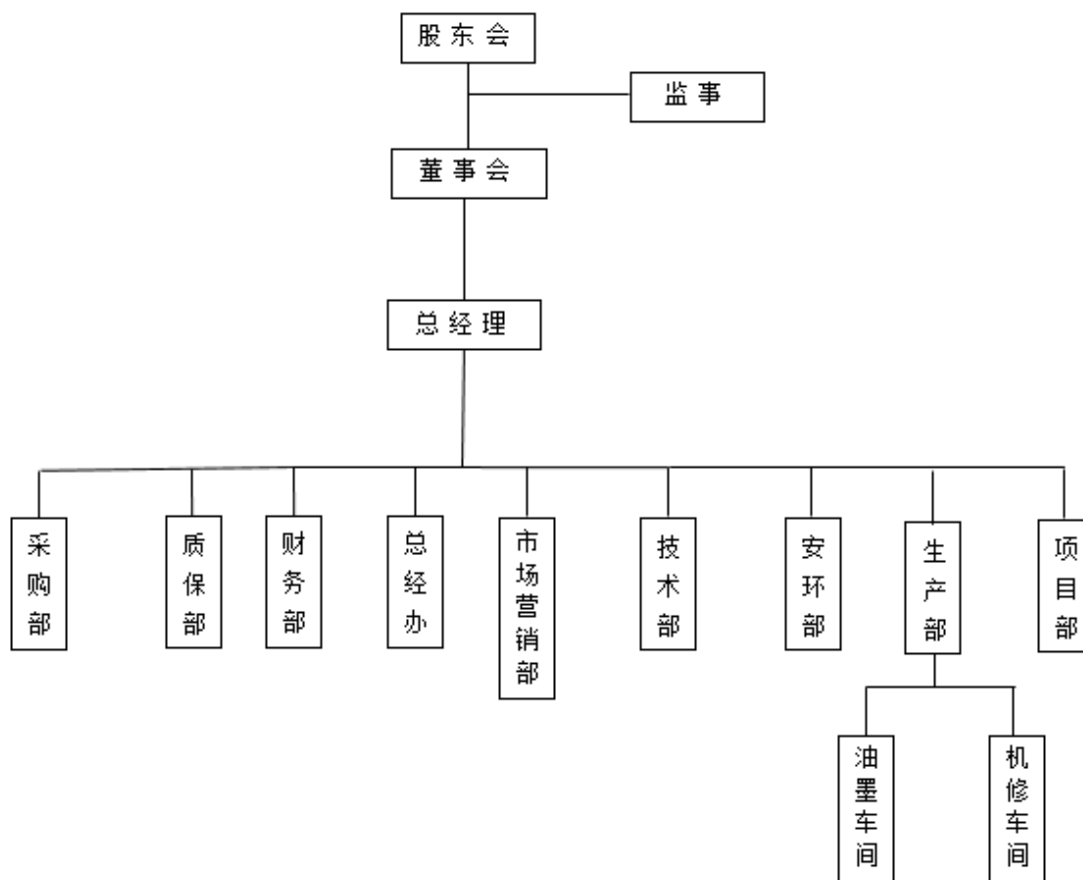 股东会
监事
董事会
总经理
采购部
质保部
财务部
总经办
市场营销部
技术部
安环部
生产部
项目部
油墨车间
机修车间